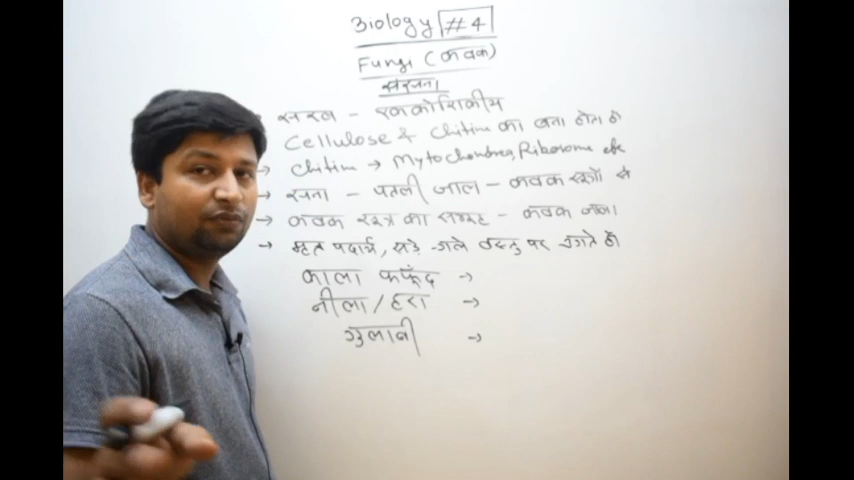 Biology #4
Fungi (कवक)
संरचना
सरल - एककोशिकीय
Cellulose & Chitine का बना होता है
→ Chitine → Mytochondrea, Ribosome etc
→ रचना - पतली जाल - कवक सूत्रों से
→ कवक सूत्र का समूह - कवक जाल
→ मृत पदार्थ, सड़े-गले वस्तु पर उगते है
काला फफूंद →
नीला/हरा →
गुलाबी →